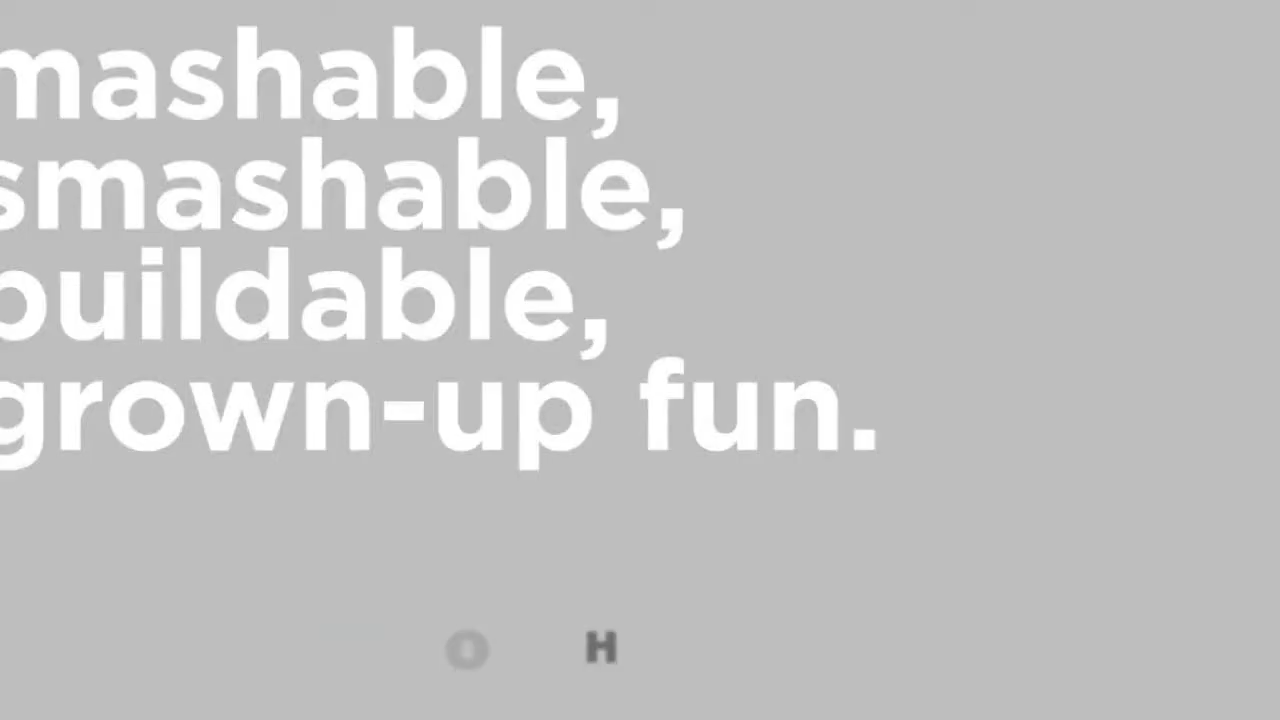 mashable,
smashable,
buildable,
grown-up fun.
H